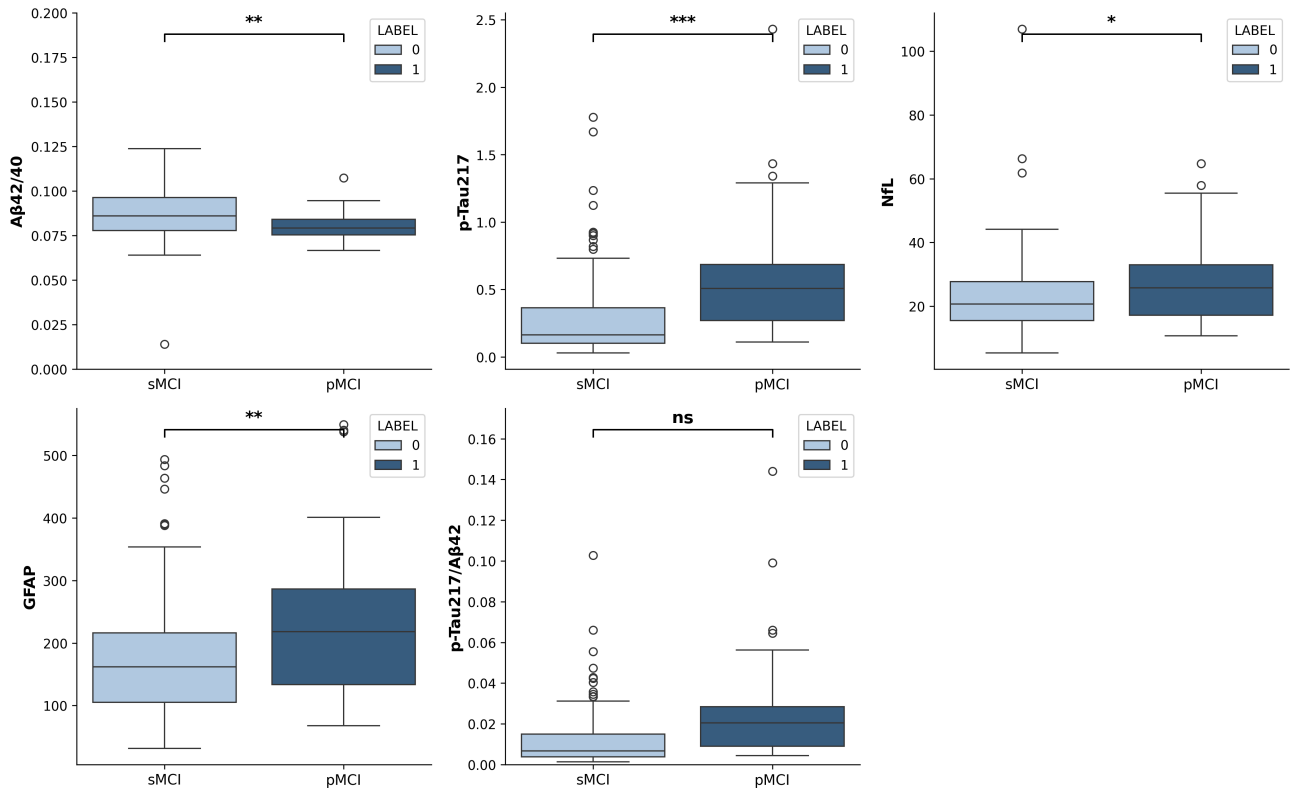 **
LABEL
0
1
0.200
0.175
0.150
0.125
0.100
0.075
0.050
0.025
0.000
Aβ42/40
sMCI
pMCI
***
LABEL
0
1
2.5
2.0
1.5
1.0
0.5
0.0
p-Tau217
sMCI
pMCI
*
LABEL
0
1
100
80
60
40
20
NfL
sMCI
pMCI
**
LABEL
0
1
500
400
300
200
100
GFAP
sMCI
pMCI
ns
LABEL
0
1
0.16
0.14
0.12
0.10
0.08
0.06
0.04
0.02
0.00
p-Tau217/Aβ42
sMCI
pMCI